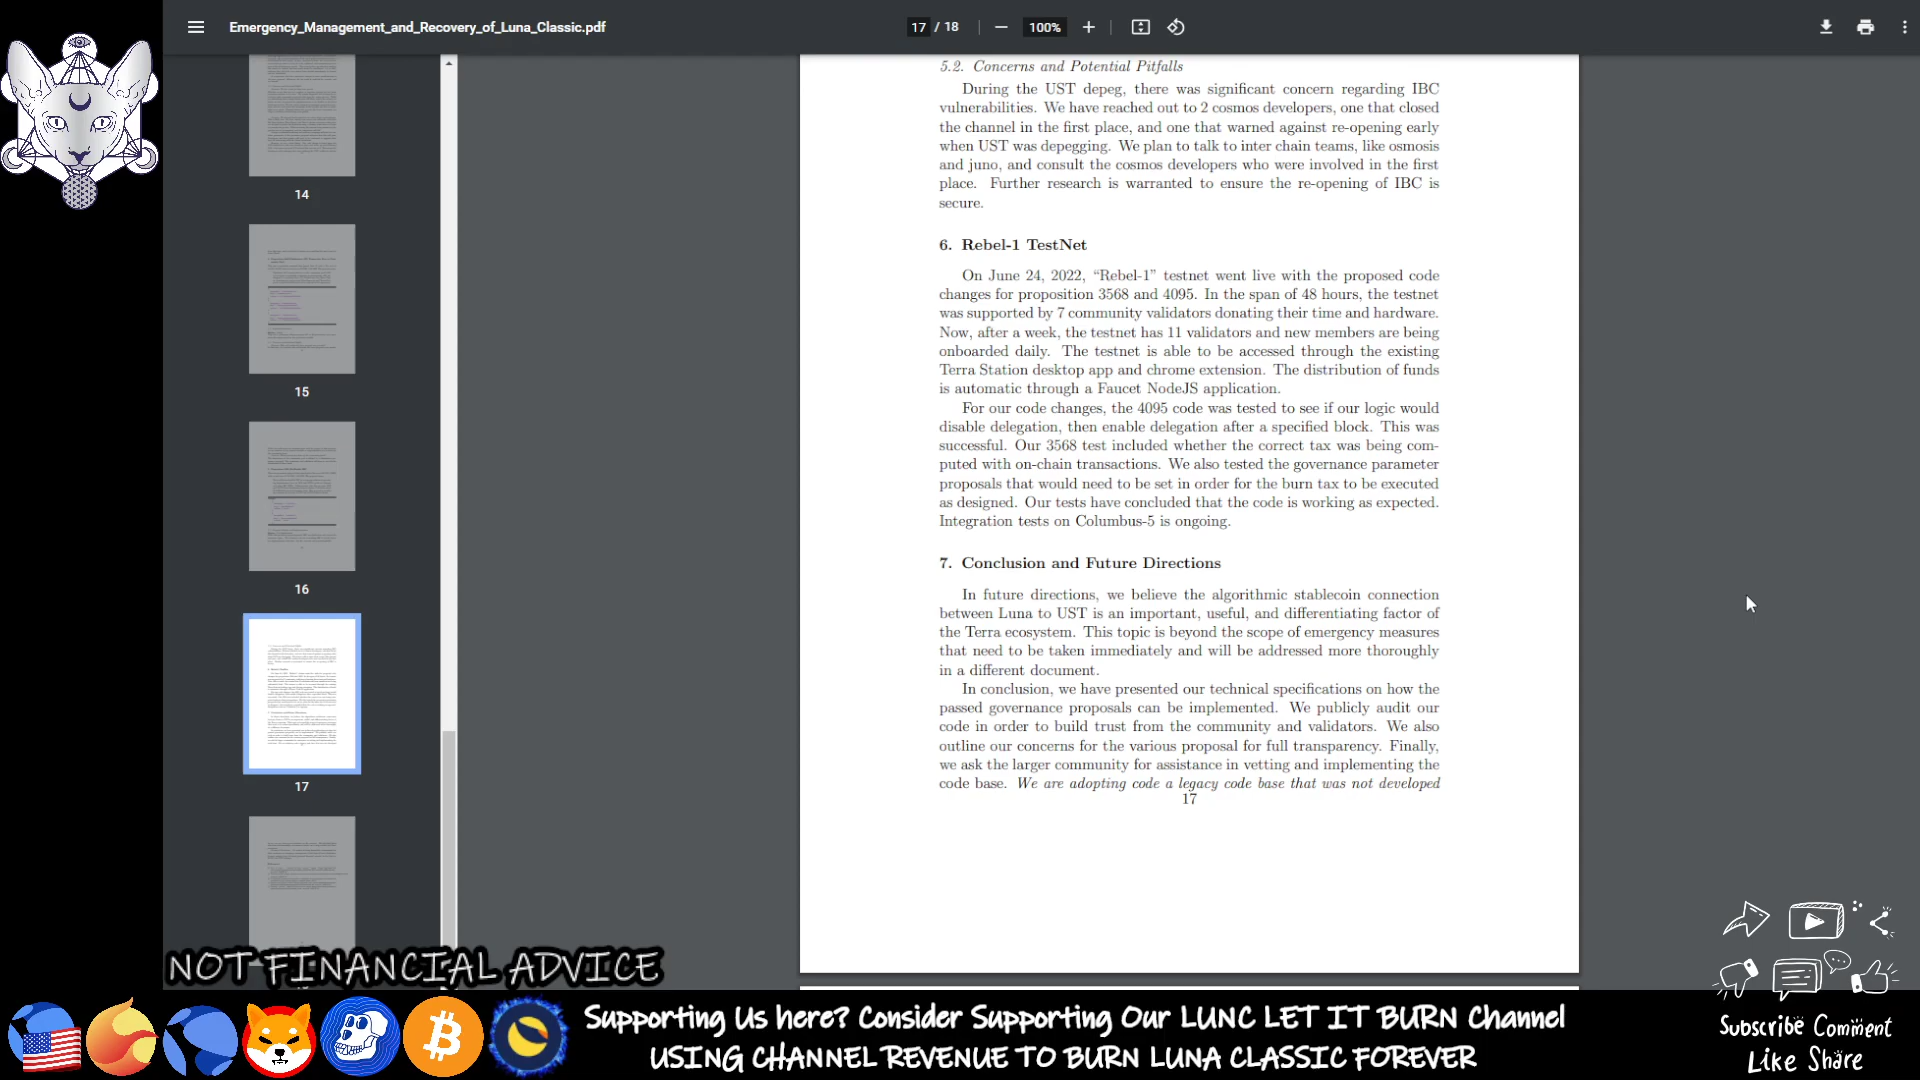 Emergency_Management_and_Recovery_of_Luna_Classic.pdf
17 / 18
100%
14
15
16
17
5.2. Concerns and Potential Pitfalls
During the UST depeg, there was significant concern regarding IBC
vulnerabilities. We have reached out to 2 cosmos developers, one that closed
the channel in the first place, and one that warned against re-opening early
when UST was depegging. We plan to talk to inter chain teams, like osmosis
and juno, and consult the cosmos developers who were involved in the first
place. Further research is warranted to ensure the re-opening of IBC is
secure.
6. Rebel-1 TestNet
On June 24, 2022, “Rebel-1” testnet went live with the proposed code
changes for proposition 3568 and 4095. In the span of 48 hours, the testnet
was supported by 7 community validators donating their time and hardware.
Now, after a week, the testnet has 11 validators and new members are being
onboarded daily. The testnet is able to be accessed through the existing
Terra Station desktop app and chrome extension. The distribution of funds
is automatic through a Faucet NodeJS application.
For our code changes, the 4095 code was tested to see if our logic would
disable delegation, then enable delegation after a specified block. This was
successful. Our 3568 test included whether the correct tax was being com-
puted with on-chain transactions. We also tested the governance parameter
proposals that would need to be set in order for the burn tax to be executed
as designed. Our tests have concluded that the code is working as expected.
Integration tests on Columbus-5 is ongoing.
7. Conclusion and Future Directions
In future directions, we believe the algorithmic stablecoin connection
between Luna to UST is an important, useful, and differentiating factor of
the Terra ecosystem. This topic is beyond the scope of emergency measures
that need to be taken immediately and will be addressed more thoroughly
in a different document.
In conclusion, we have presented our technical specifications on how the
passed governance proposals can be implemented. We publicly audit our
code in order to build trust from the community and validators. We also
outline our concerns for the various proposal for full transparency. Finally,
we ask the larger community for assistance in vetting and implementing the
code base. We are adopting code a legacy code base that was not developed
17
NOT FINANCIAL ADVICE
Supporting Us here? Consider Supporting Our LUNC LET IT BURN Channel
USING CHANNEL REVENUE TO BURN LUNA CLASSIC FOREVER
Subscribe Comment
Like Share